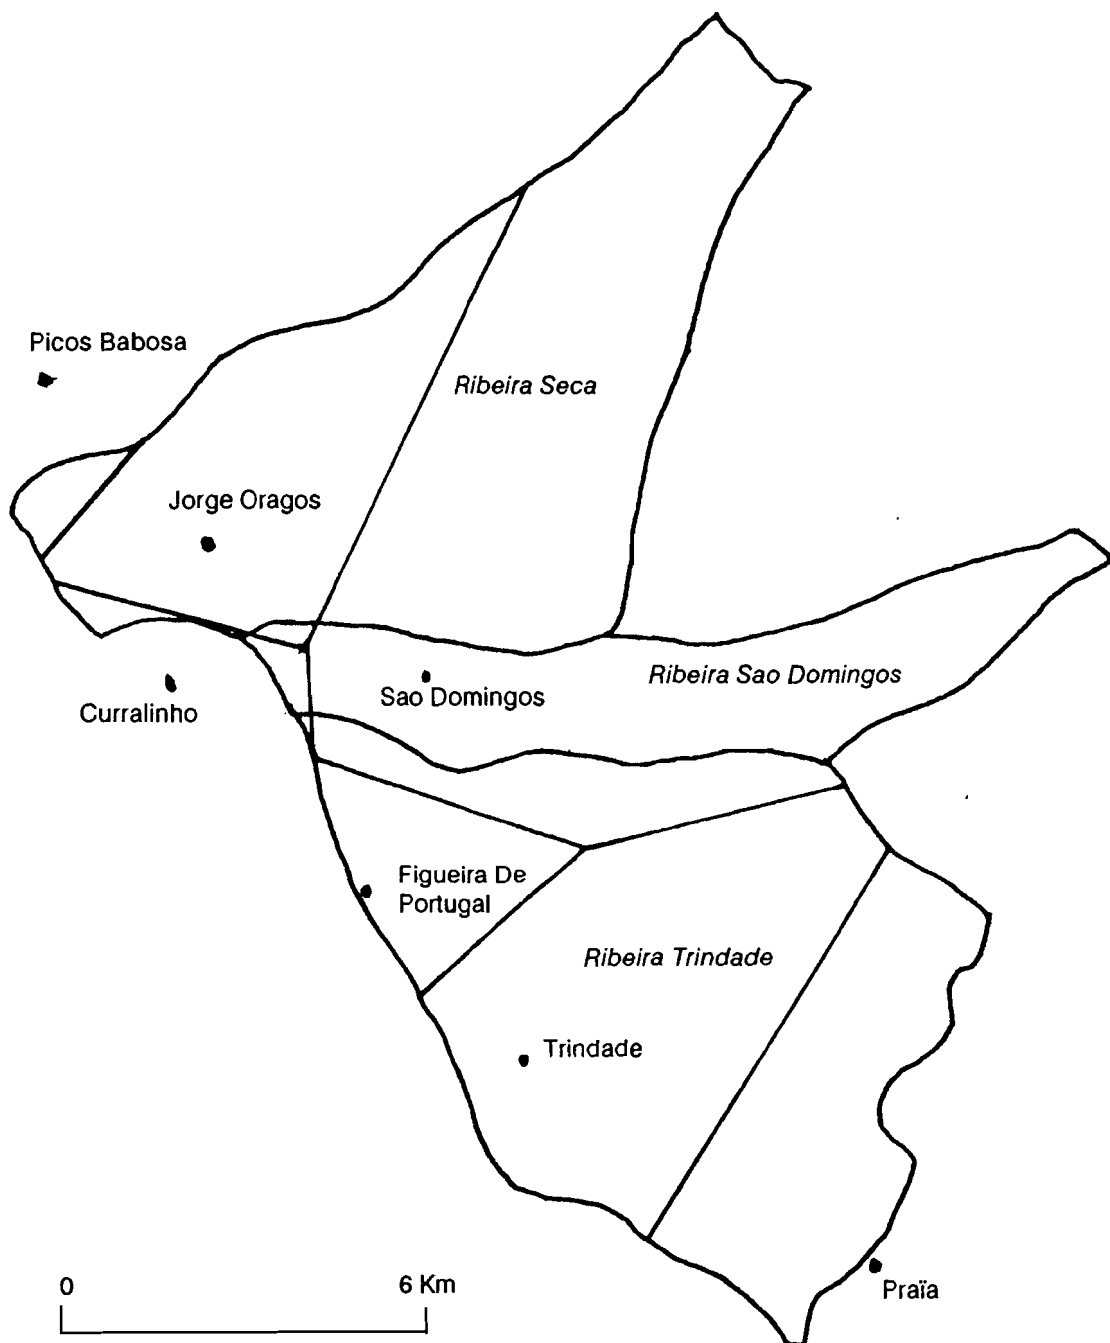 Picos Babosa
Ribeira Seca
Jorge Oragos
Ribeira Sao Domingos
Sao Domingos
Curralinho
Figueira De
Portugal
Ribeira Trindade
Trindade
0 6 Km
Praïa